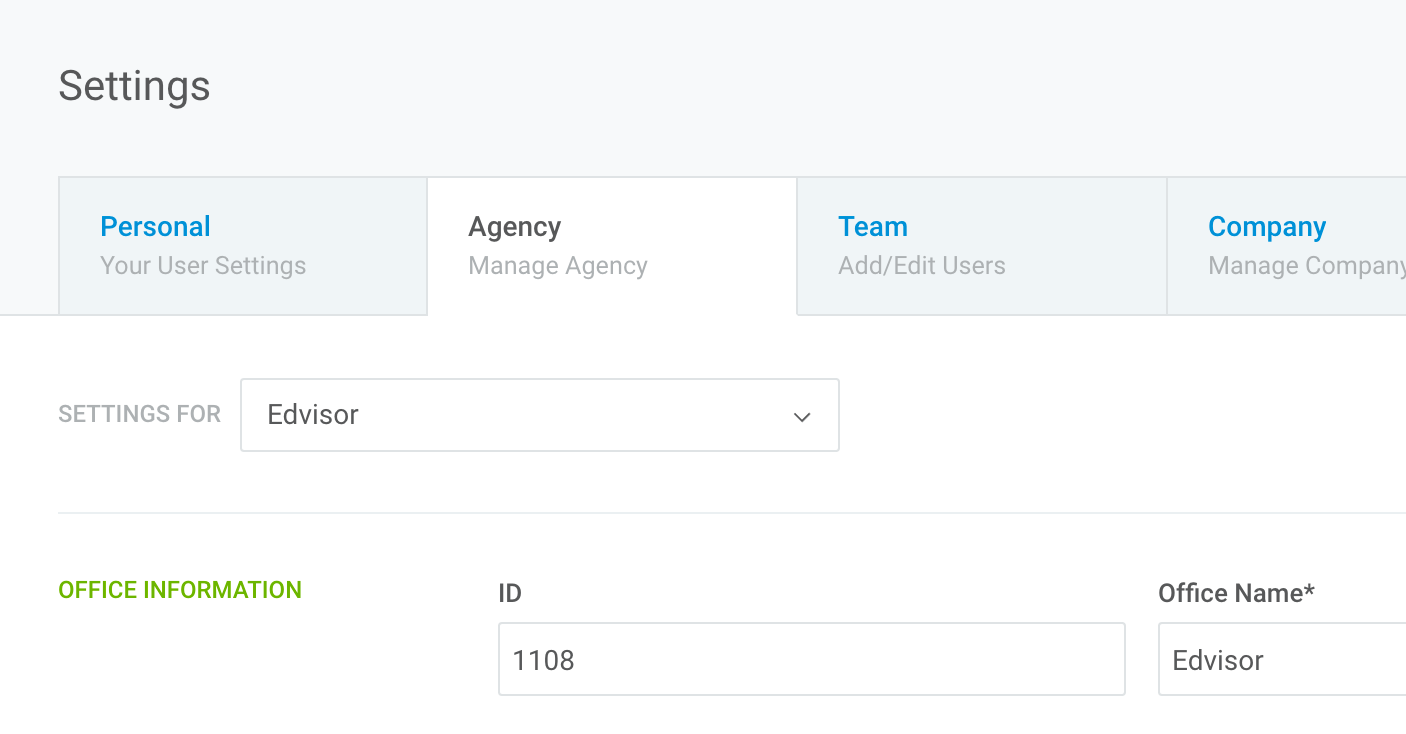 Settings
Personal
Your User Settings
Agency
Manage Agency
Team
Add/Edit Users
Company
Manage Company
SETTINGS FOR
Edvisor
OFFICE INFORMATION
ID
1108
Office Name*
Edvisor